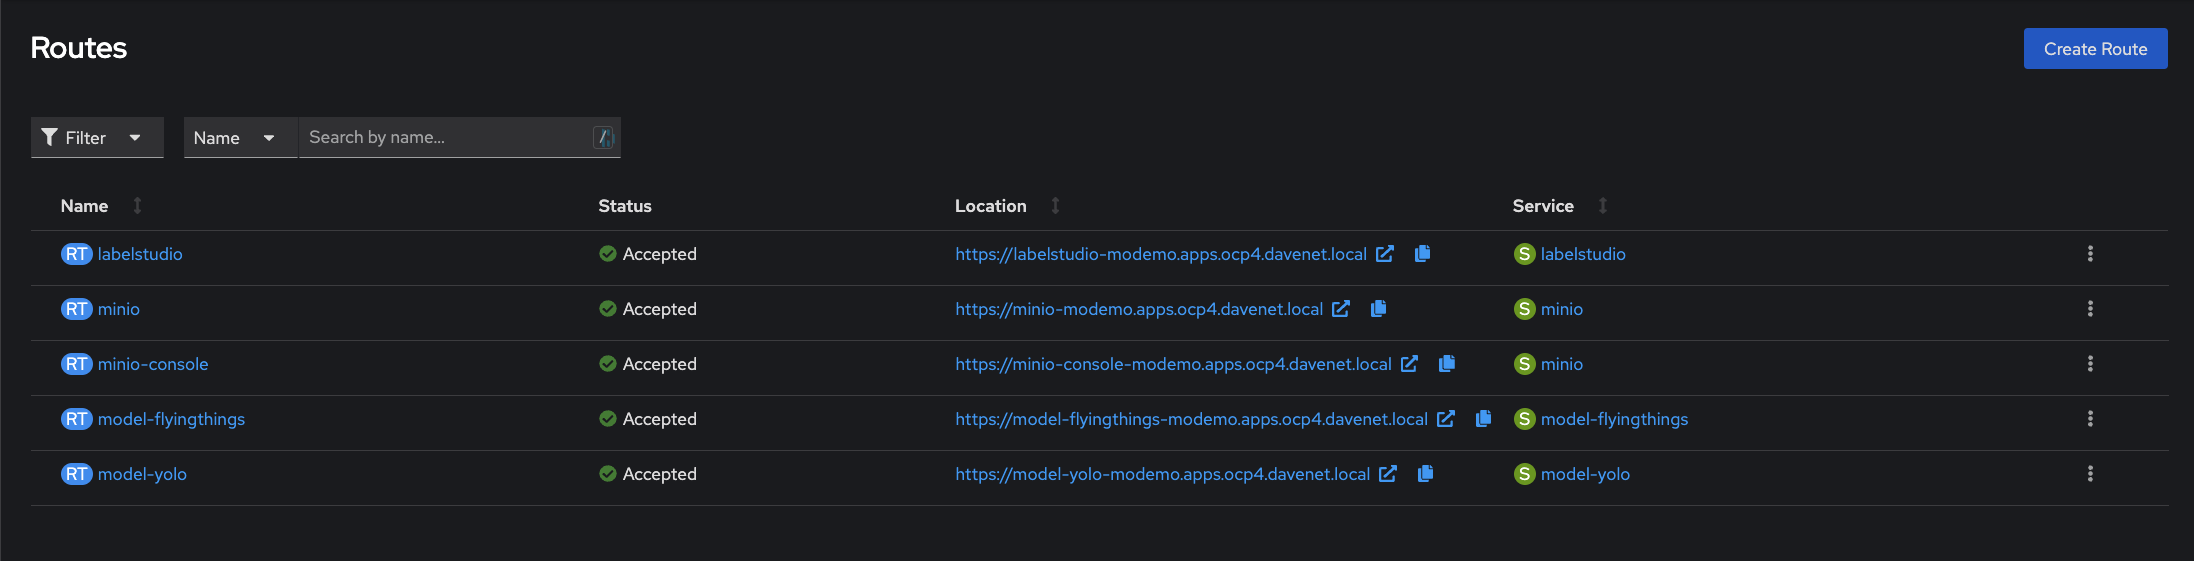 Routes
Create Route
Filter
Name
Search by name...
/
Name Status Location Service
RT labelstudio Accepted https://labelstudio-modemo.apps.ocp4.davenet.local S labelstudio
RT minio Accepted https://minio-modemo.apps.ocp4.davenet.local S minio
RT minio-console Accepted https://minio-console-modemo.apps.ocp4.davenet.local S minio
RT model-flyingthings Accepted https://model-flyingthings-modemo.apps.ocp4.davenet.local S model-flyingthings
RT model-yolo Accepted https://model-yolo-modemo.apps.ocp4.davenet.local S model-yolo